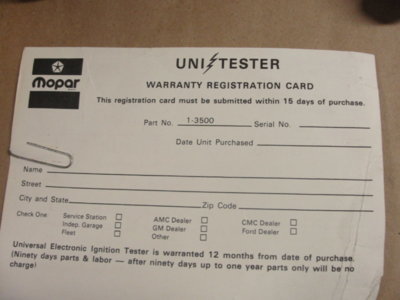 Mopar
UNI TESTER
WARRANTY REGISTRATION CARD
This registration card must be submitted within 15 days of purchase.
Part No. 1-3500 Serial No.
Date Unit Purchased
Name
Street
City and State Zip Code
Check One: Service Station AMC Dealer CMC Dealer
Indep. Garage GM Dealer Ford Dealer
Fleet Other
Universal Electronic Ignition Tester is warranted 12 months from date of purchase.
(Ninety days parts & labor — after ninety days up to one year parts only will be no
charge)